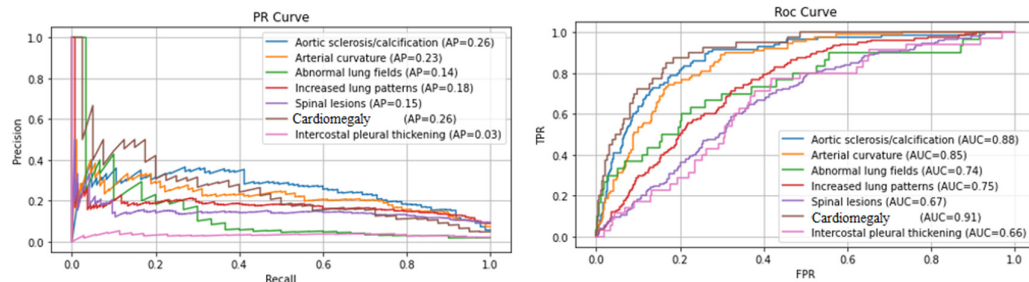 PR Curve
1.0
0.8
0.6
0.4
0.2
0.0
Precision
Aortic sclerosis/calcification (AP=0.26)
Arterial curvature (AP=0.23)
Abnormal lung fields (AP=0.14)
Increased lung patterns (AP=0.18)
Spinal lesions (AP=0.15)
Cardiomegaly (AP=0.26)
Intercostal pleural thickening (AP=0.03)
0.0 0.2 0.4 0.6 0.8 1.0
Recall
Roc Curve
1.0
0.8
0.6
0.4
0.2
0.0
TPR
Aortic sclerosis/calcification (AUC=0.88)
Arterial curvature (AUC=0.85)
Abnormal lung fields (AUC=0.74)
Increased lung patterns (AUC=0.75)
Spinal lesions (AUC=0.67)
Cardiomegaly (AUC=0.91)
Intercostal pleural thickening (AUC=0.66)
0.0 0.2 0.4 0.6 0.8 1.0
FPR